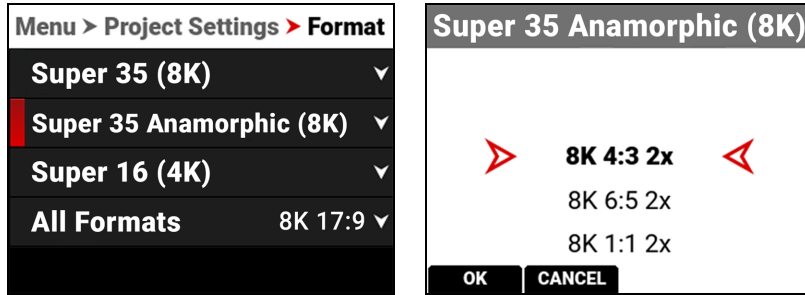 Menu > Project Settings > Format
Super 35 (8K)
Super 35 Anamorphic (8K)
Super 16 (4K)
All Formats 8K 17:9
Super 35 Anamorphic (8K)
8K 4:3 2x
8K 6:5 2x
8K 1:1 2x
OK CANCEL